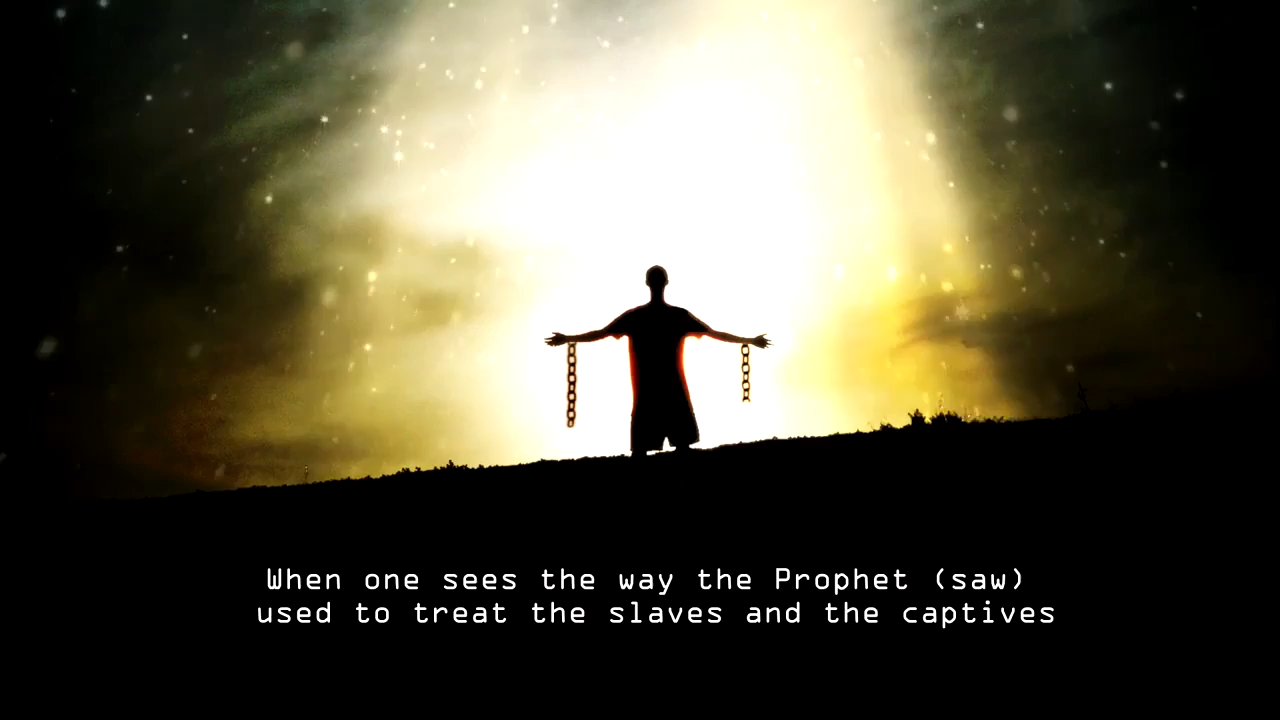 When one sees the way the Prophet (saw)
used to treat the slaves and the captives